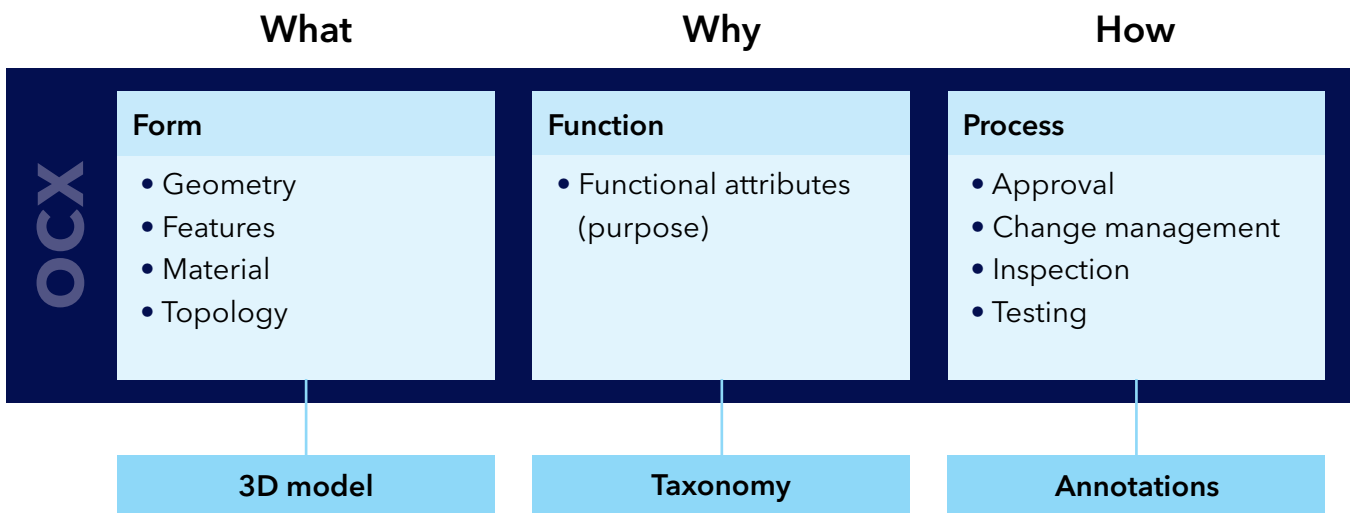 What
Why
How
OCX
Form
• Geometry
• Features
• Material
• Topology
Function
• Functional attributes
(purpose)
Process
• Approval
• Change management
• Inspection
• Testing
3D model
Taxonomy
Annotations